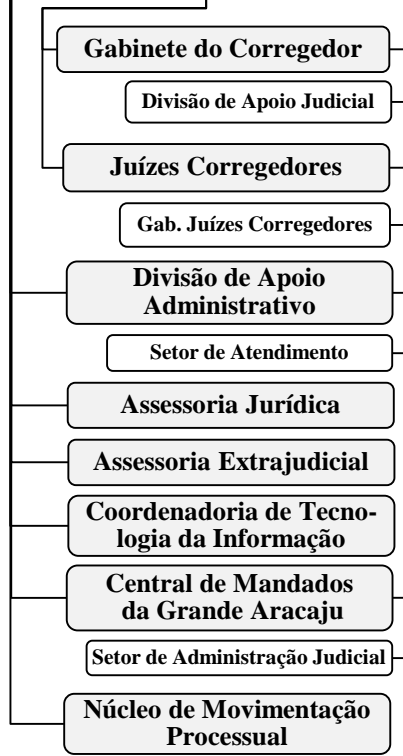 Gabinete do Corregedor
Divisão de Apoio Judicial
Juízes Corregedores
Gab. Juízes Corregedores
Divisão de Apoio
Administrativo
Setor de Atendimento
Assessoria Jurídica
Assessoria Extrajudicial
Coordenadoria de Tecno-
logia da Informação
Central de Mandados
da Grande Aracaju
Setor de Administração Judicial
Núcleo de Movimentação
Processual